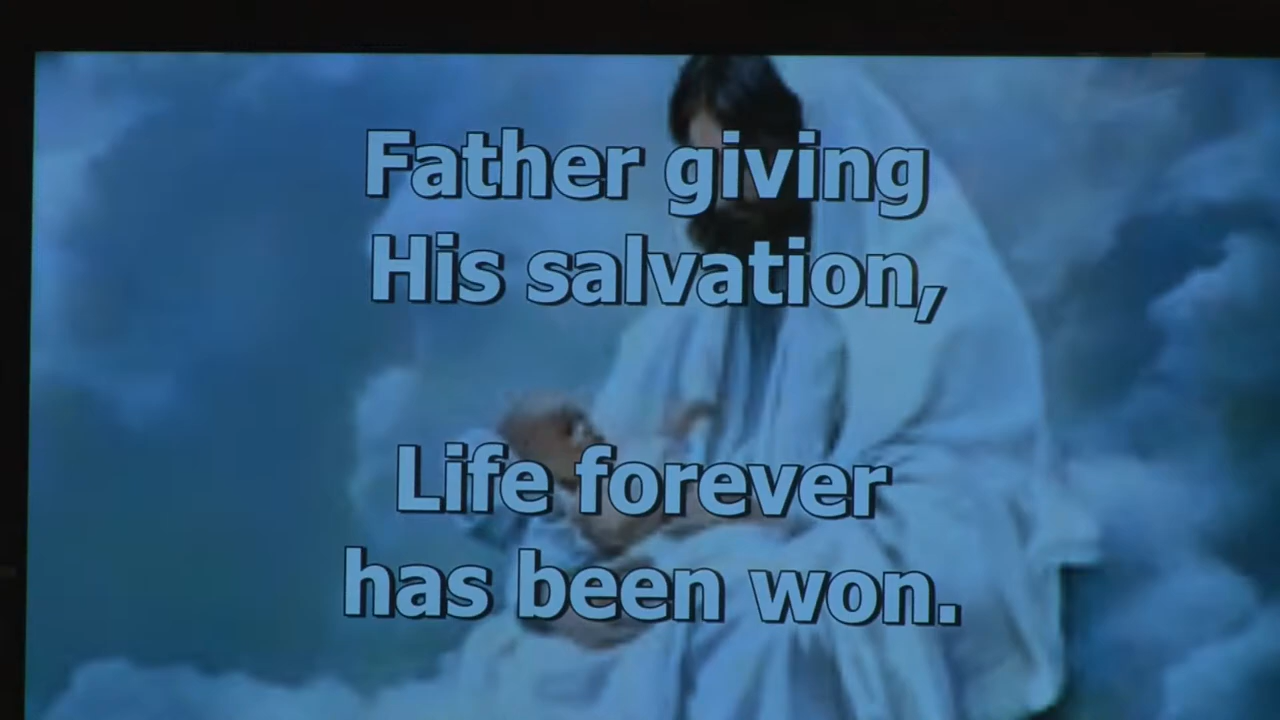 Father giving
His salvation,
Life forever
has been won.